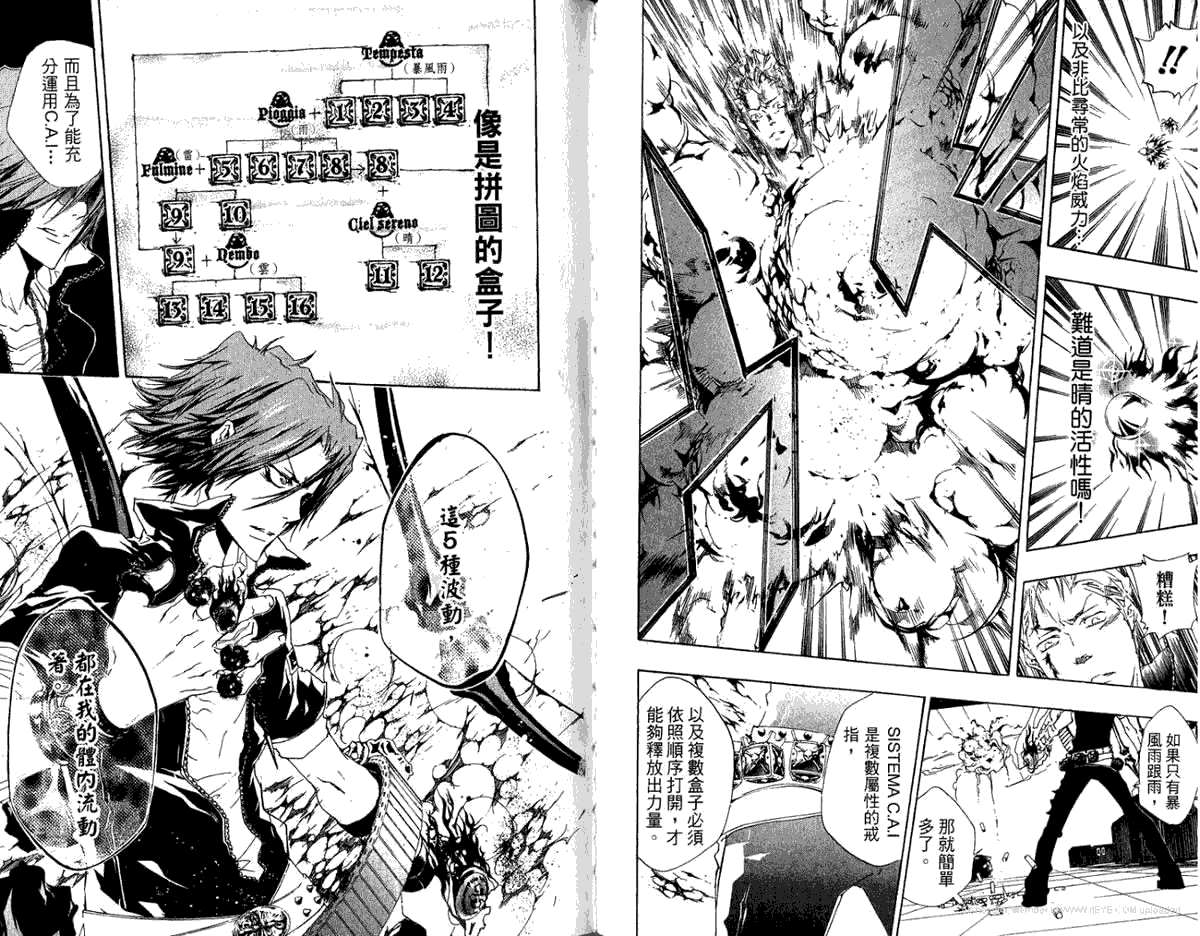 !!
以及非比尋常的火焰威力…
難道是晴的活性嗎！
糟糕！
如果只有暴
風雨跟雨，
那就簡單
多了。
SISTEMA C.A.I
是複數屬性的戒
指，
以及複數盒子必須
依照順序打開，才
能夠釋放出力量。
像是拼圖的盒子！
Tempesta
(暴風雨)
Pioggia + 1 2 3 4
(雨)
Fulmine + 5 6 7 8 → 8 +
(雷)
9 10
Ciel sereno
(晴)
9 + Nembo
(雲)
11 12
13 14 15 16
而且為了能充
分運用C.A.I…
這5種波動，
都在我的體內流動
著。